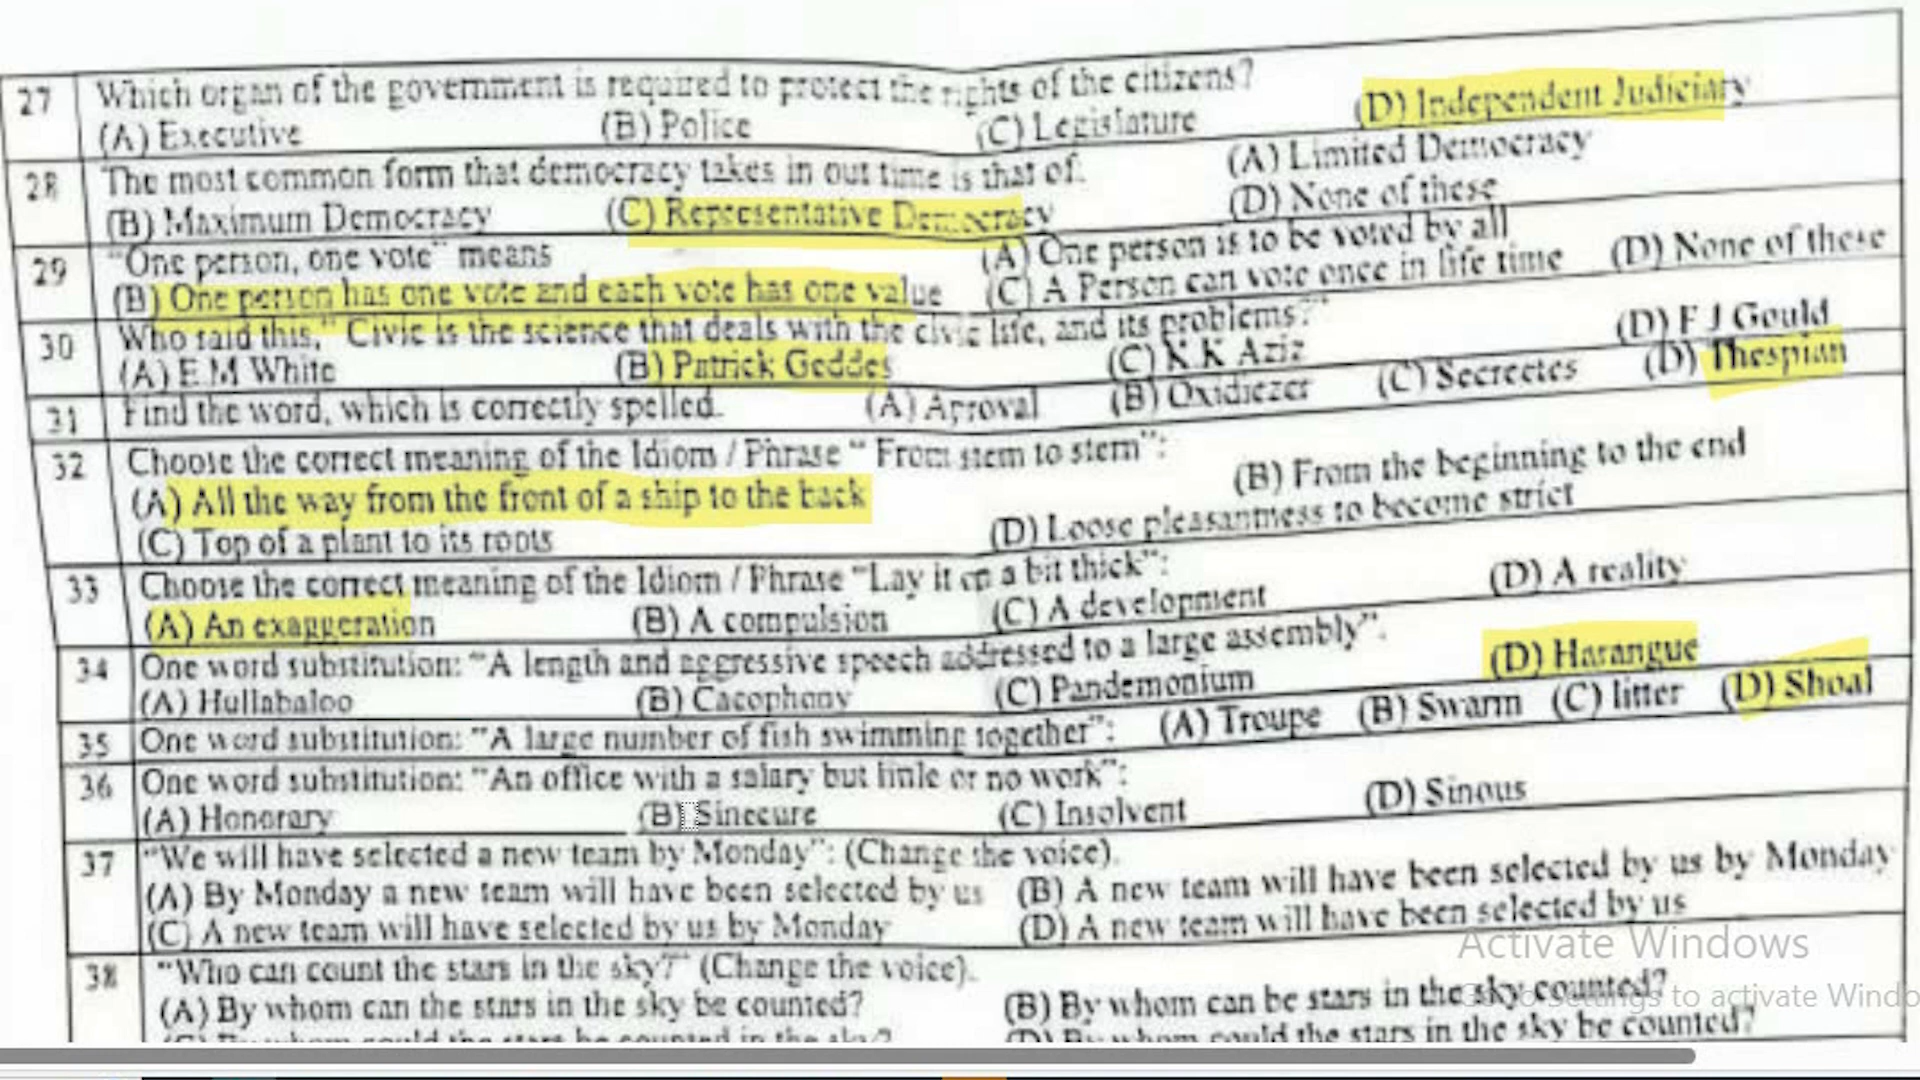 27 Which organ of the government is required to protect the rights of the citizens?
(A) Executive (B) Police (C) Legislature (D) Independent Judiciary
28 The most common form that democracy takes in out time is that of: (A) Limited Democracy
(B) Maximum Democracy (C) Representative Democracy (D) None of these
29 "One person, one vote" means (A) One person is to be voted by all
(B) One person has one vote and each vote has one value (C) A Person can vote once in life time (D) None of these
30 Who said this, " Civic is the science that deals with the civic life, and its problems?"
(A) E.M White (B) Patrick Geddes (C) K.K Aziz (D) F J Gould
31 Find the word, which is correctly spelled. (A) Aproval (B) Oxidiezer (C) Secreetes (D) Thespian
32 Choose the correct meaning of the Idiom / Phrase " From stem to stern":
(A) All the way from the front of a ship to the back (B) From the beginning to the end
(C) Top of a plant to its roots (D) Loose pleasantness to become strict
33 Choose the correct meaning of the Idiom / Phrase "Lay it on a bit thick":
(A) An exaggeration (B) A compulsion (C) A development (D) A reality
34 One word substitution: "A length and aggressive speech addressed to a large assembly".
(A) Hullabaloo (B) Cacophony (C) Pandemonium (D) Harangue
35 One word substitution: "A large number of fish swimming together": (A) Troupe (B) Swarm (C) litter (D) Shoal
36 One word substitution: "An office with a salary but little or no work":
(A) Honorary (B) Sinecure (C) Insolvent (D) Sinous
37 "We will have selected a new team by Monday": (Change the voice).
(A) By Monday a new team will have been selected by us (B) A new team will have been selected by us by Monday
(C) A new team will have selected by us by Monday (D) A new team will have been selected by us
38 "Who can count the stars in the sky?" (Change the voice).
(A) By whom can the stars in the sky be counted? (B) By whom can be stars in the sky counted?
(C) By whom could the stars be counted in the sky? (D) By whom could the stars in the sky be counted?
Activate Windows
Go to Settings to activate Windo